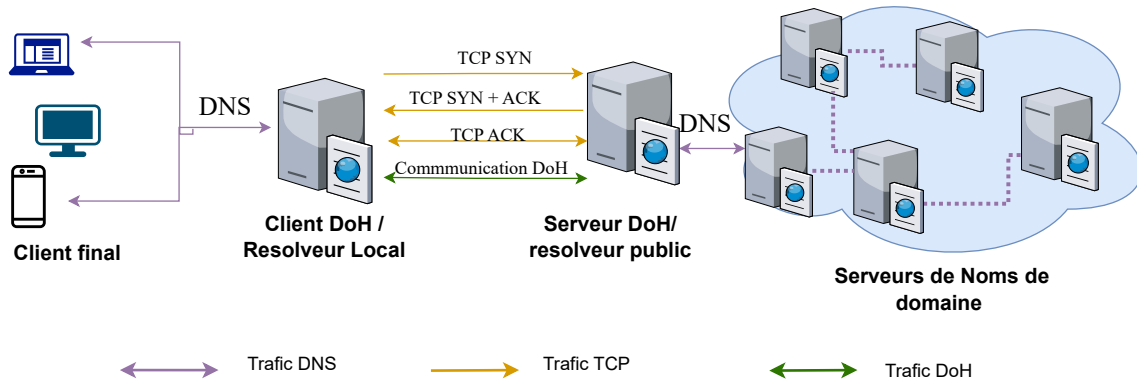 TCP SYN
DNS
TCP SYN + ACK
TCP ACK
DNS
Commmunication DoH
Client final
Client DoH /
Resolveur Local
Serveur DoH/
resolveur public
Serveurs de Noms de
domaine
Trafic DNS
Trafic TCP
Trafic DoH